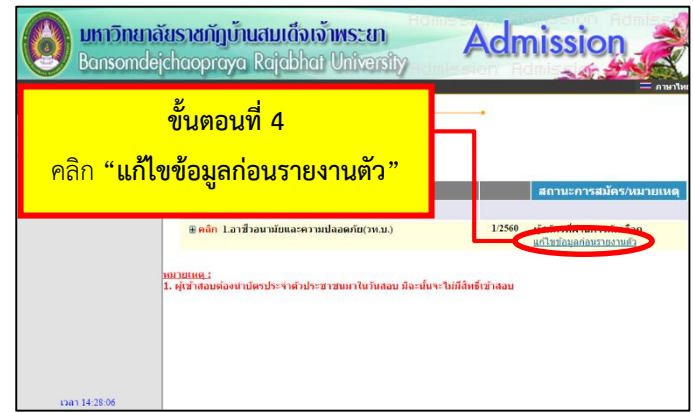 มหาวิทยาลัยราชภัฏบ้านสมเด็จเจ้าพระยา
Bansomdejchaopraya Rajabhat University
Admission
ภาษาไทย
ขั้นตอนที่ 4
คลิก “แก้ไขข้อมูลก่อนรายงานตัว”
สถานะการสมัคร/หมายเหตุ
คลิก 1.อาชีวอนามัยและความปลอดภัย(วท.บ.) 1/2560
แก้ไขข้อมูลก่อนรายงานตัว
หมายเหตุ :
1. ผู้เข้าสอบต้องนำบัตรประจำตัวประชาชนมาในวันสอบ มิฉะนั้นจะไม่มีสิทธิ์เข้าสอบ
เวลา 14:28:06